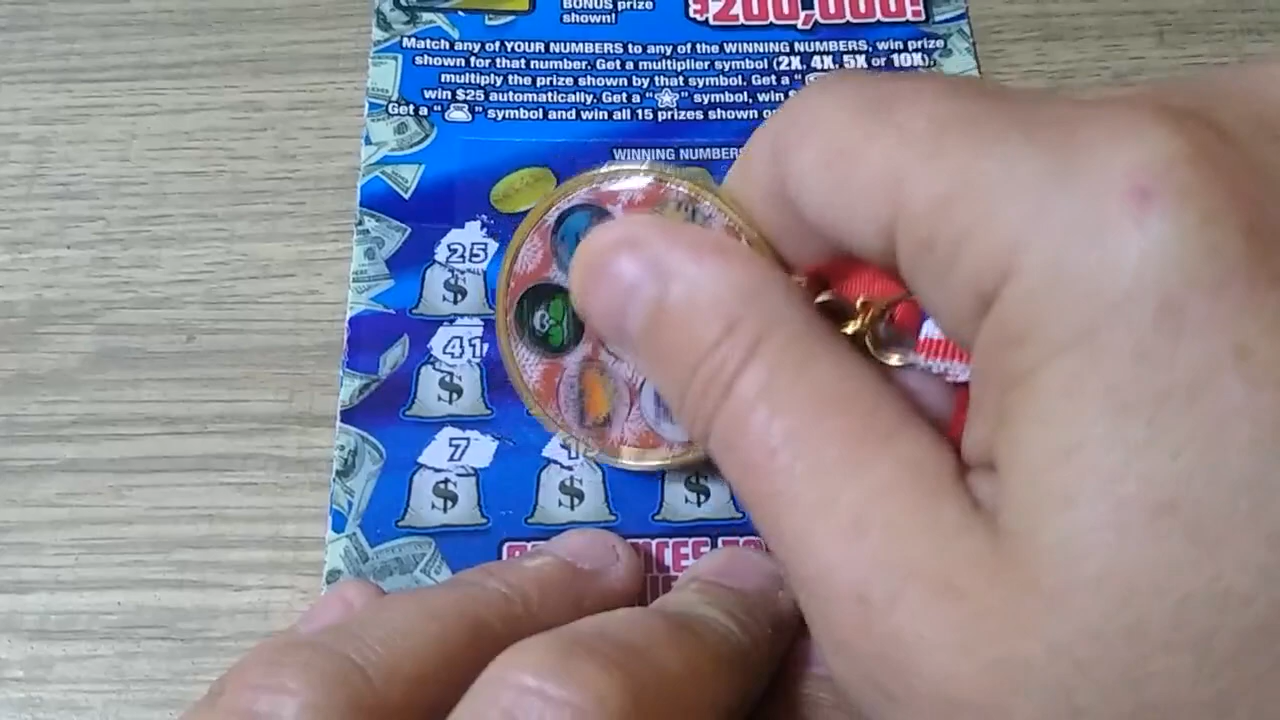 BONUS prize
shown!
$200,000!
Match any of YOUR NUMBERS to any of the WINNING NUMBERS, win prize
shown for that number. Get a multiplier symbol (2X, 4X, 5X or 10X),
multiply the prize shown by that symbol. Get a "
win $25 automatically. Get a " " symbol, win
Get a " " symbol and win all 15 prizes shown
WINNING NUMBERS
25
$
41
$
7
$
$
$